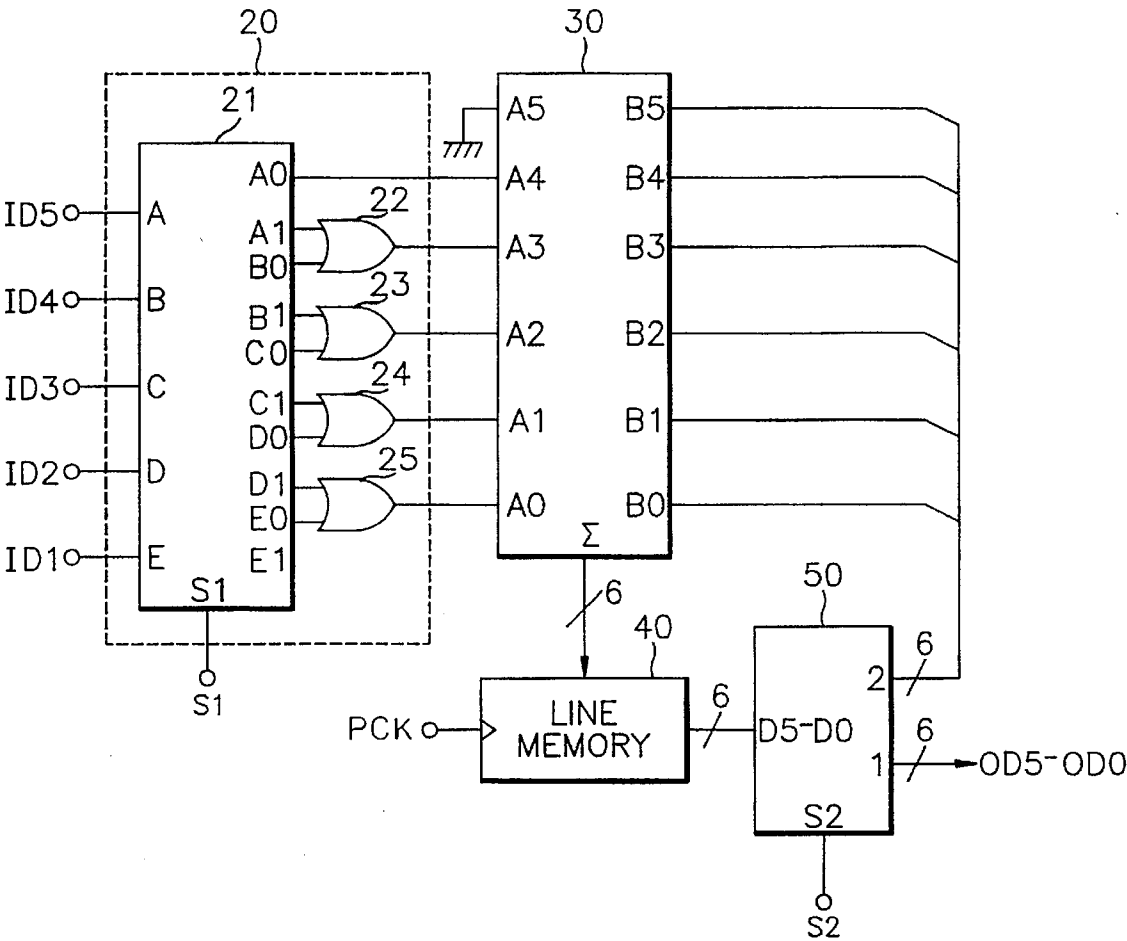 20
30
21
A5
B5
A0
A4
B4
ID5
A
A1
22
A3
B3
B0
ID4
B
23
B1
A2
B2
C0
ID3
C
24
C1
A1
B1
D0
ID2
D
25
D1
A0
B0
E0
ID1
E
E1
Σ
S1
6
50
40
S1
2
6
PCK
LINE
MEMORY
6
D5-D0
6
1
OD5-OD0
S2
S2